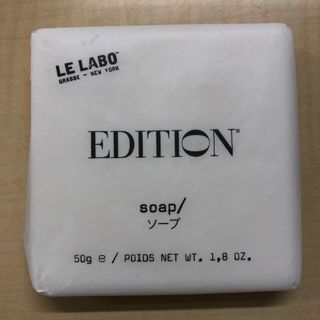 LE LABO
GRASSE — NEW YORK
EDITION®
soap/
ソープ
50g ℮ / POIDS NET WT. 1,8 OZ.